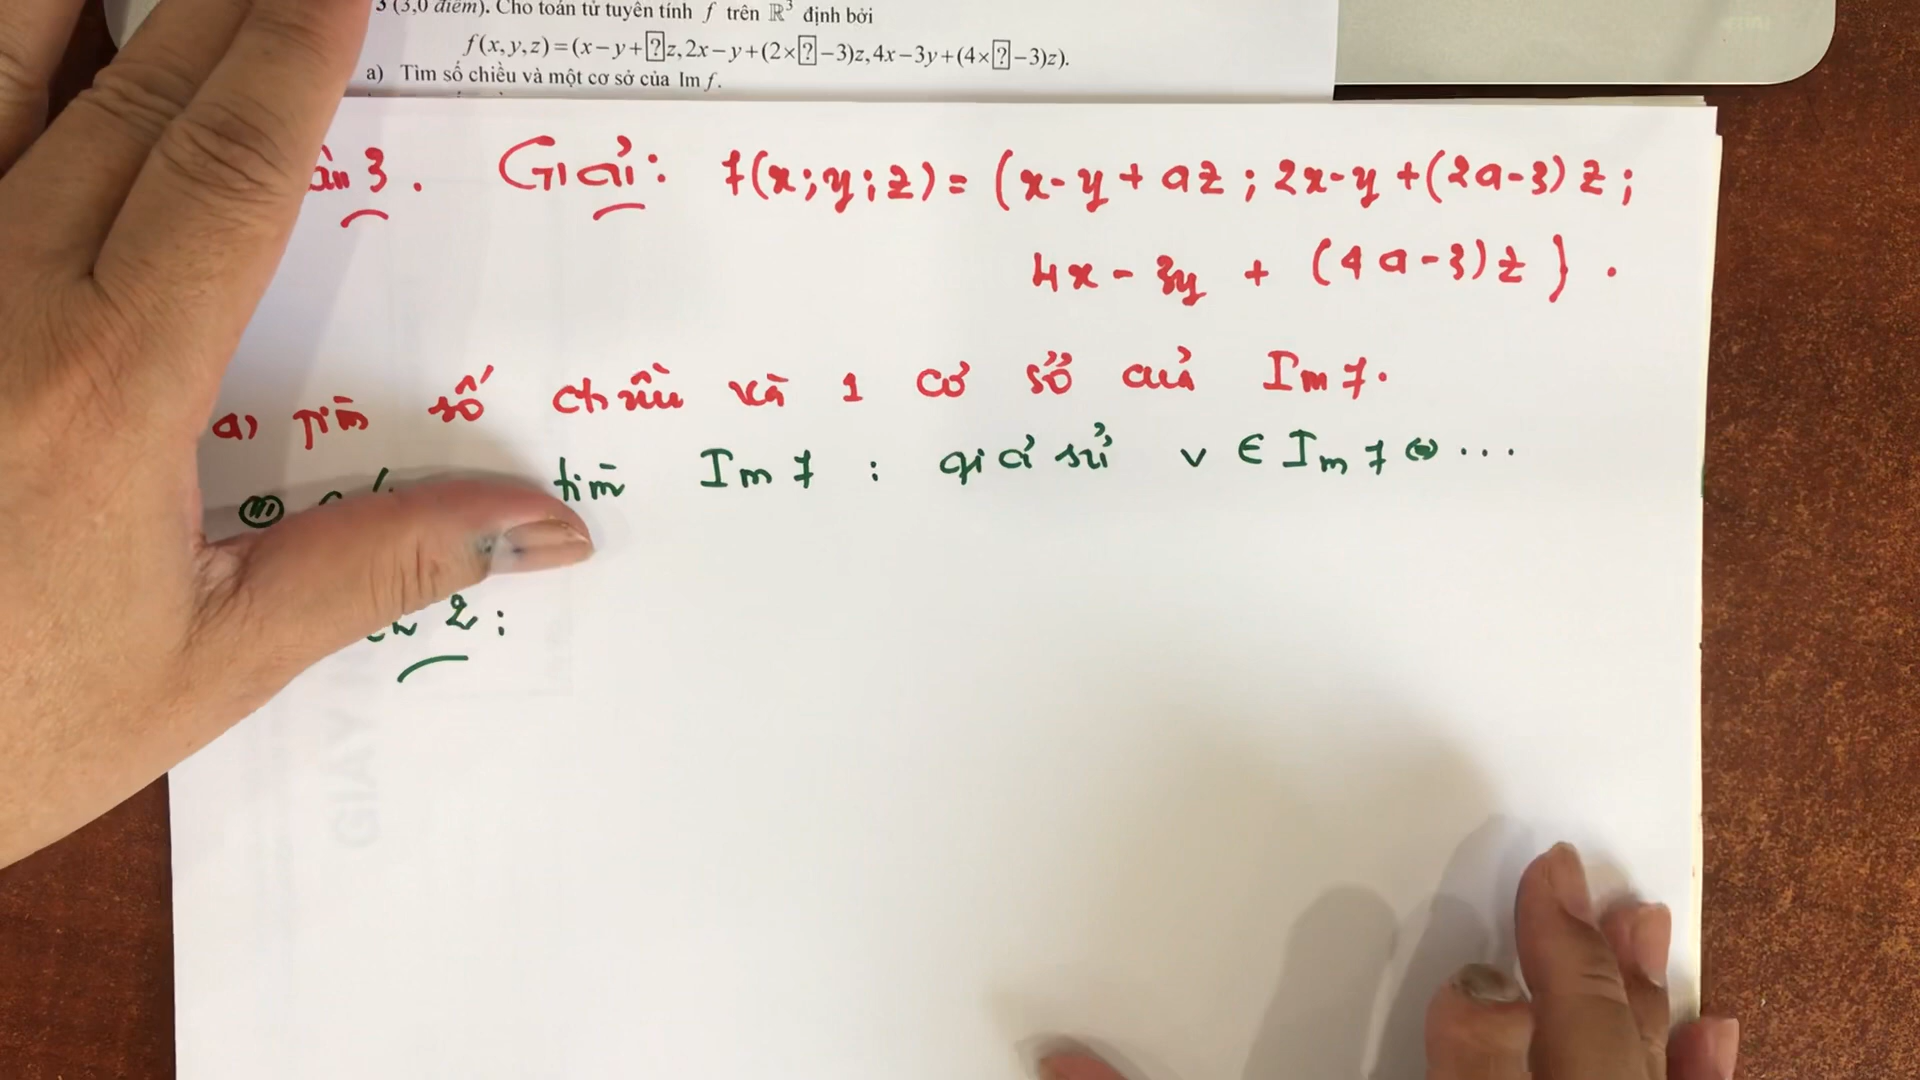 3 (3,0 điểm). Cho toán tử tuyến tính f trên ℝ³ định bởi
f(x,y,z)=(x−y+[?]z,2x−y+(2×[?]−3)z,4x−3y+(4×[?]−3)z).
a) Tìm số chiều và một cơ sở của Im f.
3. Giải: f(x;y;z)=(x-y+az;2x-y+(2a-3)z;
4x-3y+(4a-3)z).
a) Tìm số chiều và 1 cơ sở của Im f.
tìm Im f : giả sử v ∈ Im f ⇔ ...
2:
GIẤY